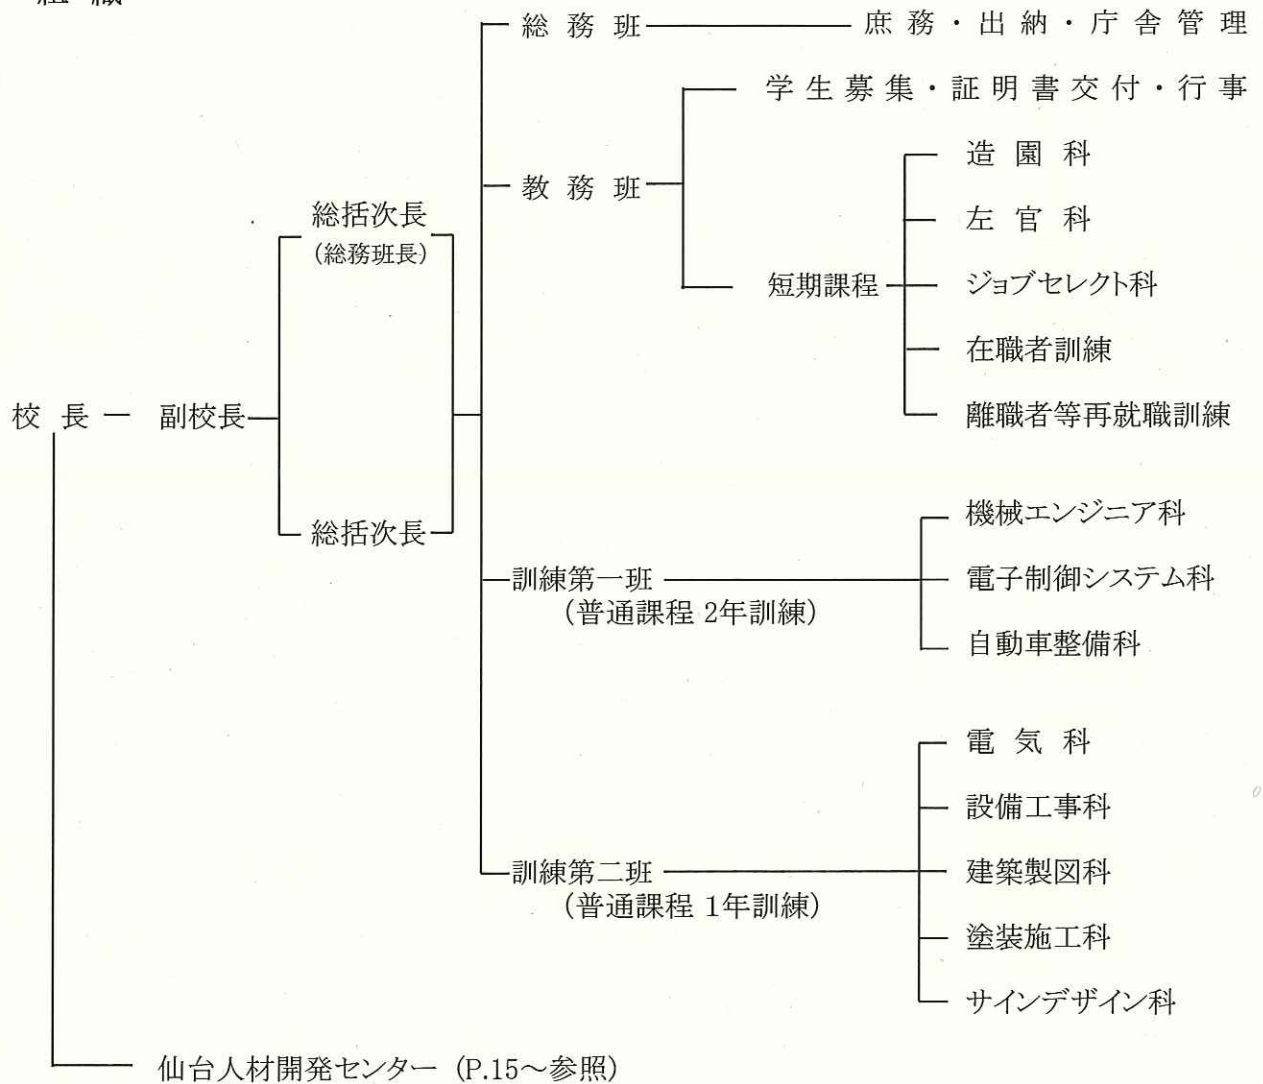 組織
総務班 庶務・出納・庁舎管理
学生募集・証明書交付・行事
教務班
短期課程
造園科
左官科
ジョブセレクト科
在職者訓練
離職者等再就職訓練
総括次長
(総務班長)
校長 副校長
総括次長
訓練第一班
(普通課程 2年訓練)
機械エンジニア科
電子制御システム科
自動車整備科
訓練第二班
(普通課程 1年訓練)
電気科
設備工事科
建築製図科
塗装施工科
サインデザイン科
仙台人材開発センター (P.15～参照)